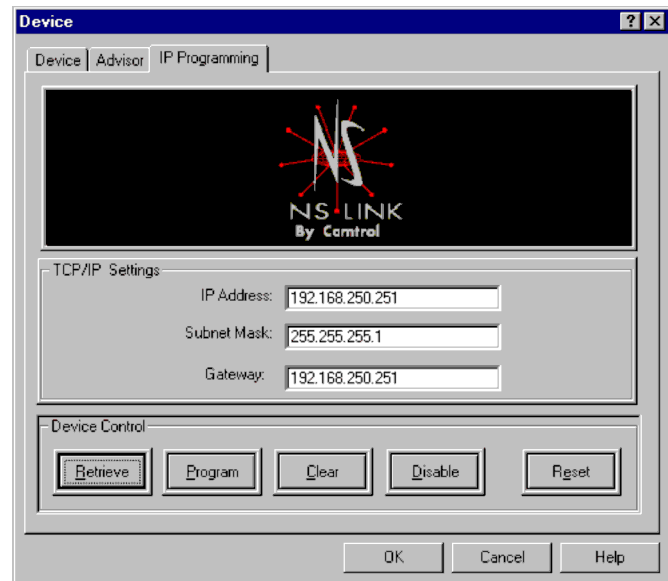 Device
Device Advisor IP Programming
NS LINK
By Comtrol
TCP/IP Settings
IP Address: 192.168.250.251
Subnet Mask: 255.255.255.1
Gateway: 192.168.250.251
Device Control
Retrieve Program Clear Disable Reset
OK Cancel Help